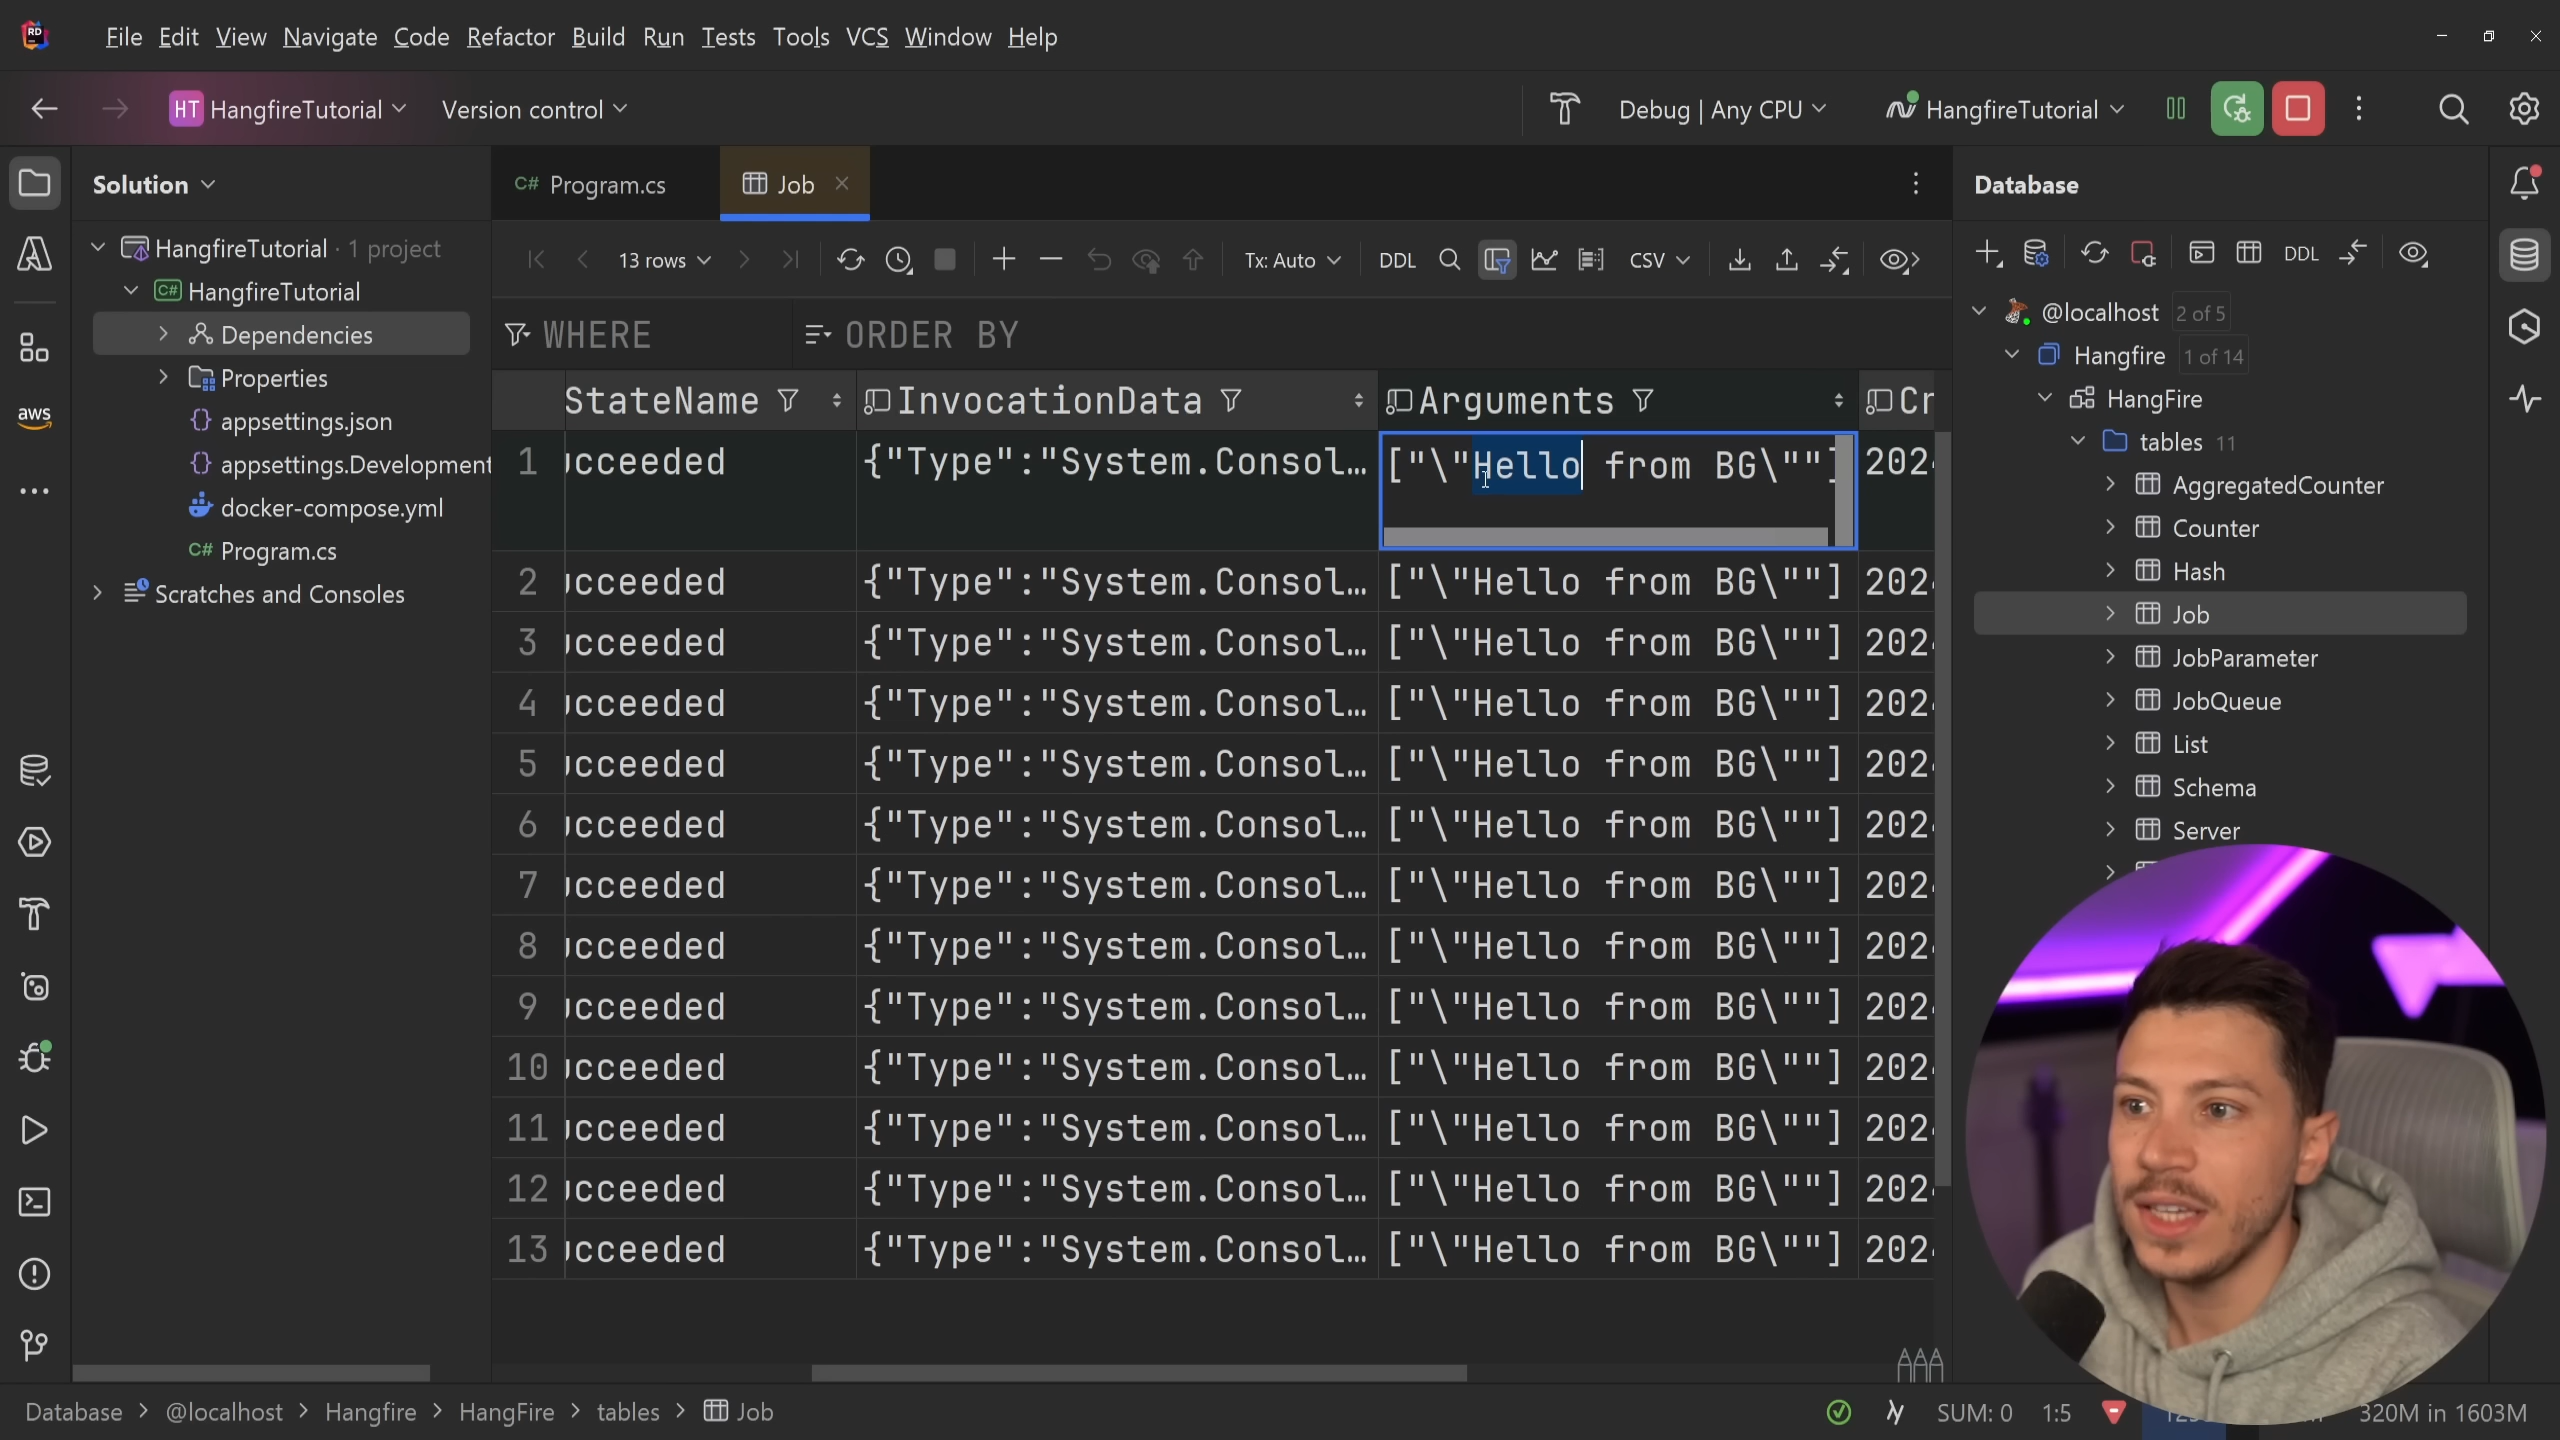 RD File Edit View Navigate Code Refactor Build Run Tests Tools VCS Window Help
HT HangfireTutorial Version control Debug | Any CPU HangfireTutorial
Solution
C# Program.cs Job
Database
13 rows Tx: Auto DDL CSV
DDL
HangfireTutorial · 1 project
C# HangfireTutorial
Dependencies
Properties
appsettings.json
appsettings.Development
docker-compose.yml
C# Program.cs
Scratches and Consoles
aws
WHERE ORDER BY
StateName InvocationData Arguments Cr
1 ucceeded {"Type":"System.Consol… ["\"Hello from BG\""] 202
2 ucceeded {"Type":"System.Consol… ["\"Hello from BG\""] 202
3 ucceeded {"Type":"System.Consol… ["\"Hello from BG\""] 202
4 ucceeded {"Type":"System.Consol… ["\"Hello from BG\""] 202
5 ucceeded {"Type":"System.Consol… ["\"Hello from BG\""] 202
6 ucceeded {"Type":"System.Consol… ["\"Hello from BG\""] 202
7 ucceeded {"Type":"System.Consol… ["\"Hello from BG\""] 202
8 ucceeded {"Type":"System.Consol… ["\"Hello from BG\""] 202
9 ucceeded {"Type":"System.Consol… ["\"Hello from BG\""] 202
10 ucceeded {"Type":"System.Consol… ["\"Hello from BG\""] 202
11 ucceeded {"Type":"System.Consol… ["\"Hello from BG\""] 202
12 ucceeded {"Type":"System.Consol… ["\"Hello from BG\""] 202
13 ucceeded {"Type":"System.Consol… ["\"Hello from BG\""] 202
@localhost 2 of 5
Hangfire 1 of 14
HangFire
tables 11
AggregatedCounter
Counter
Hash
Job
JobParameter
JobQueue
List
Schema
Server
Database > @localhost > Hangfire > HangFire > tables > Job
SUM: 0 1:5 320M in 1603M